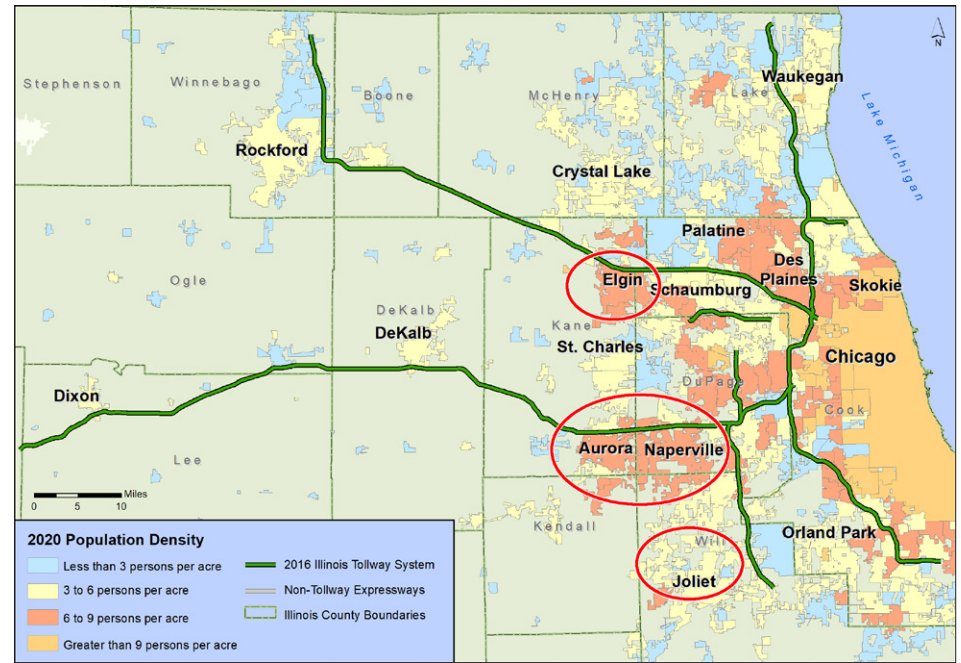 Stephenson
Winnebago
Boone
McHenry
Lake
Waukegan
N
Lake Michigan
Rockford
Crystal Lake
Palatine
Des
Plaines
Elgin
Schaumburg
Skokie
Ogle
DeKalb
DeKalb
Kane
St. Charles
Chicago
DuPage
Cook
Dixon
Lee
Aurora
Naperville
Miles
0 5 10
Kendall
Will
Orland Park
Joliet
2020 Population Density
Less than 3 persons per acre
3 to 6 persons per acre
6 to 9 persons per acre
Greater than 9 persons per acre
2016 Illinois Tollway System
Non-Tollway Expressways
Illinois County Boundaries